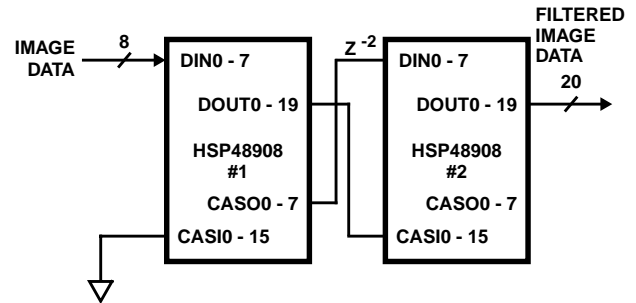 IMAGE
DATA
8
DIN0 - 7
DOUT0 - 19
HSP48908
#1
CASO0 - 7
CASI0 - 15
Z -2
DIN0 - 7
DOUT0 - 19
HSP48908
#2
CASO0 - 7
CASI0 - 15
FILTERED
IMAGE
DATA
20